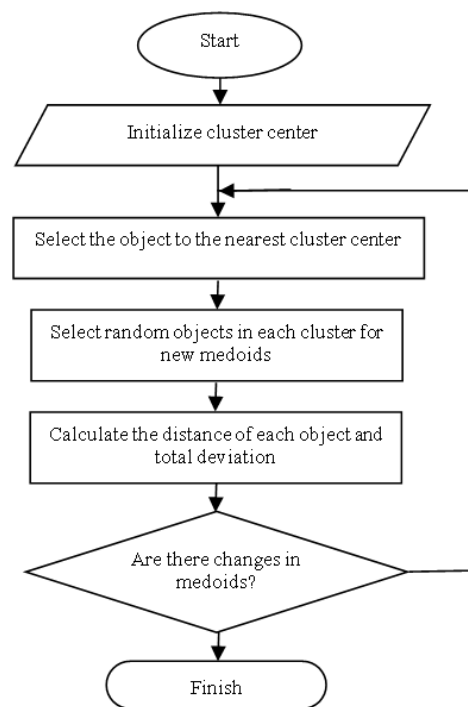 Start
Initialize cluster center
Select the object to the nearest cluster center
Select random objects in each cluster for
new medoids
Calculate the distance of each object and
total deviation
Are there changes in
medoids?
Finish